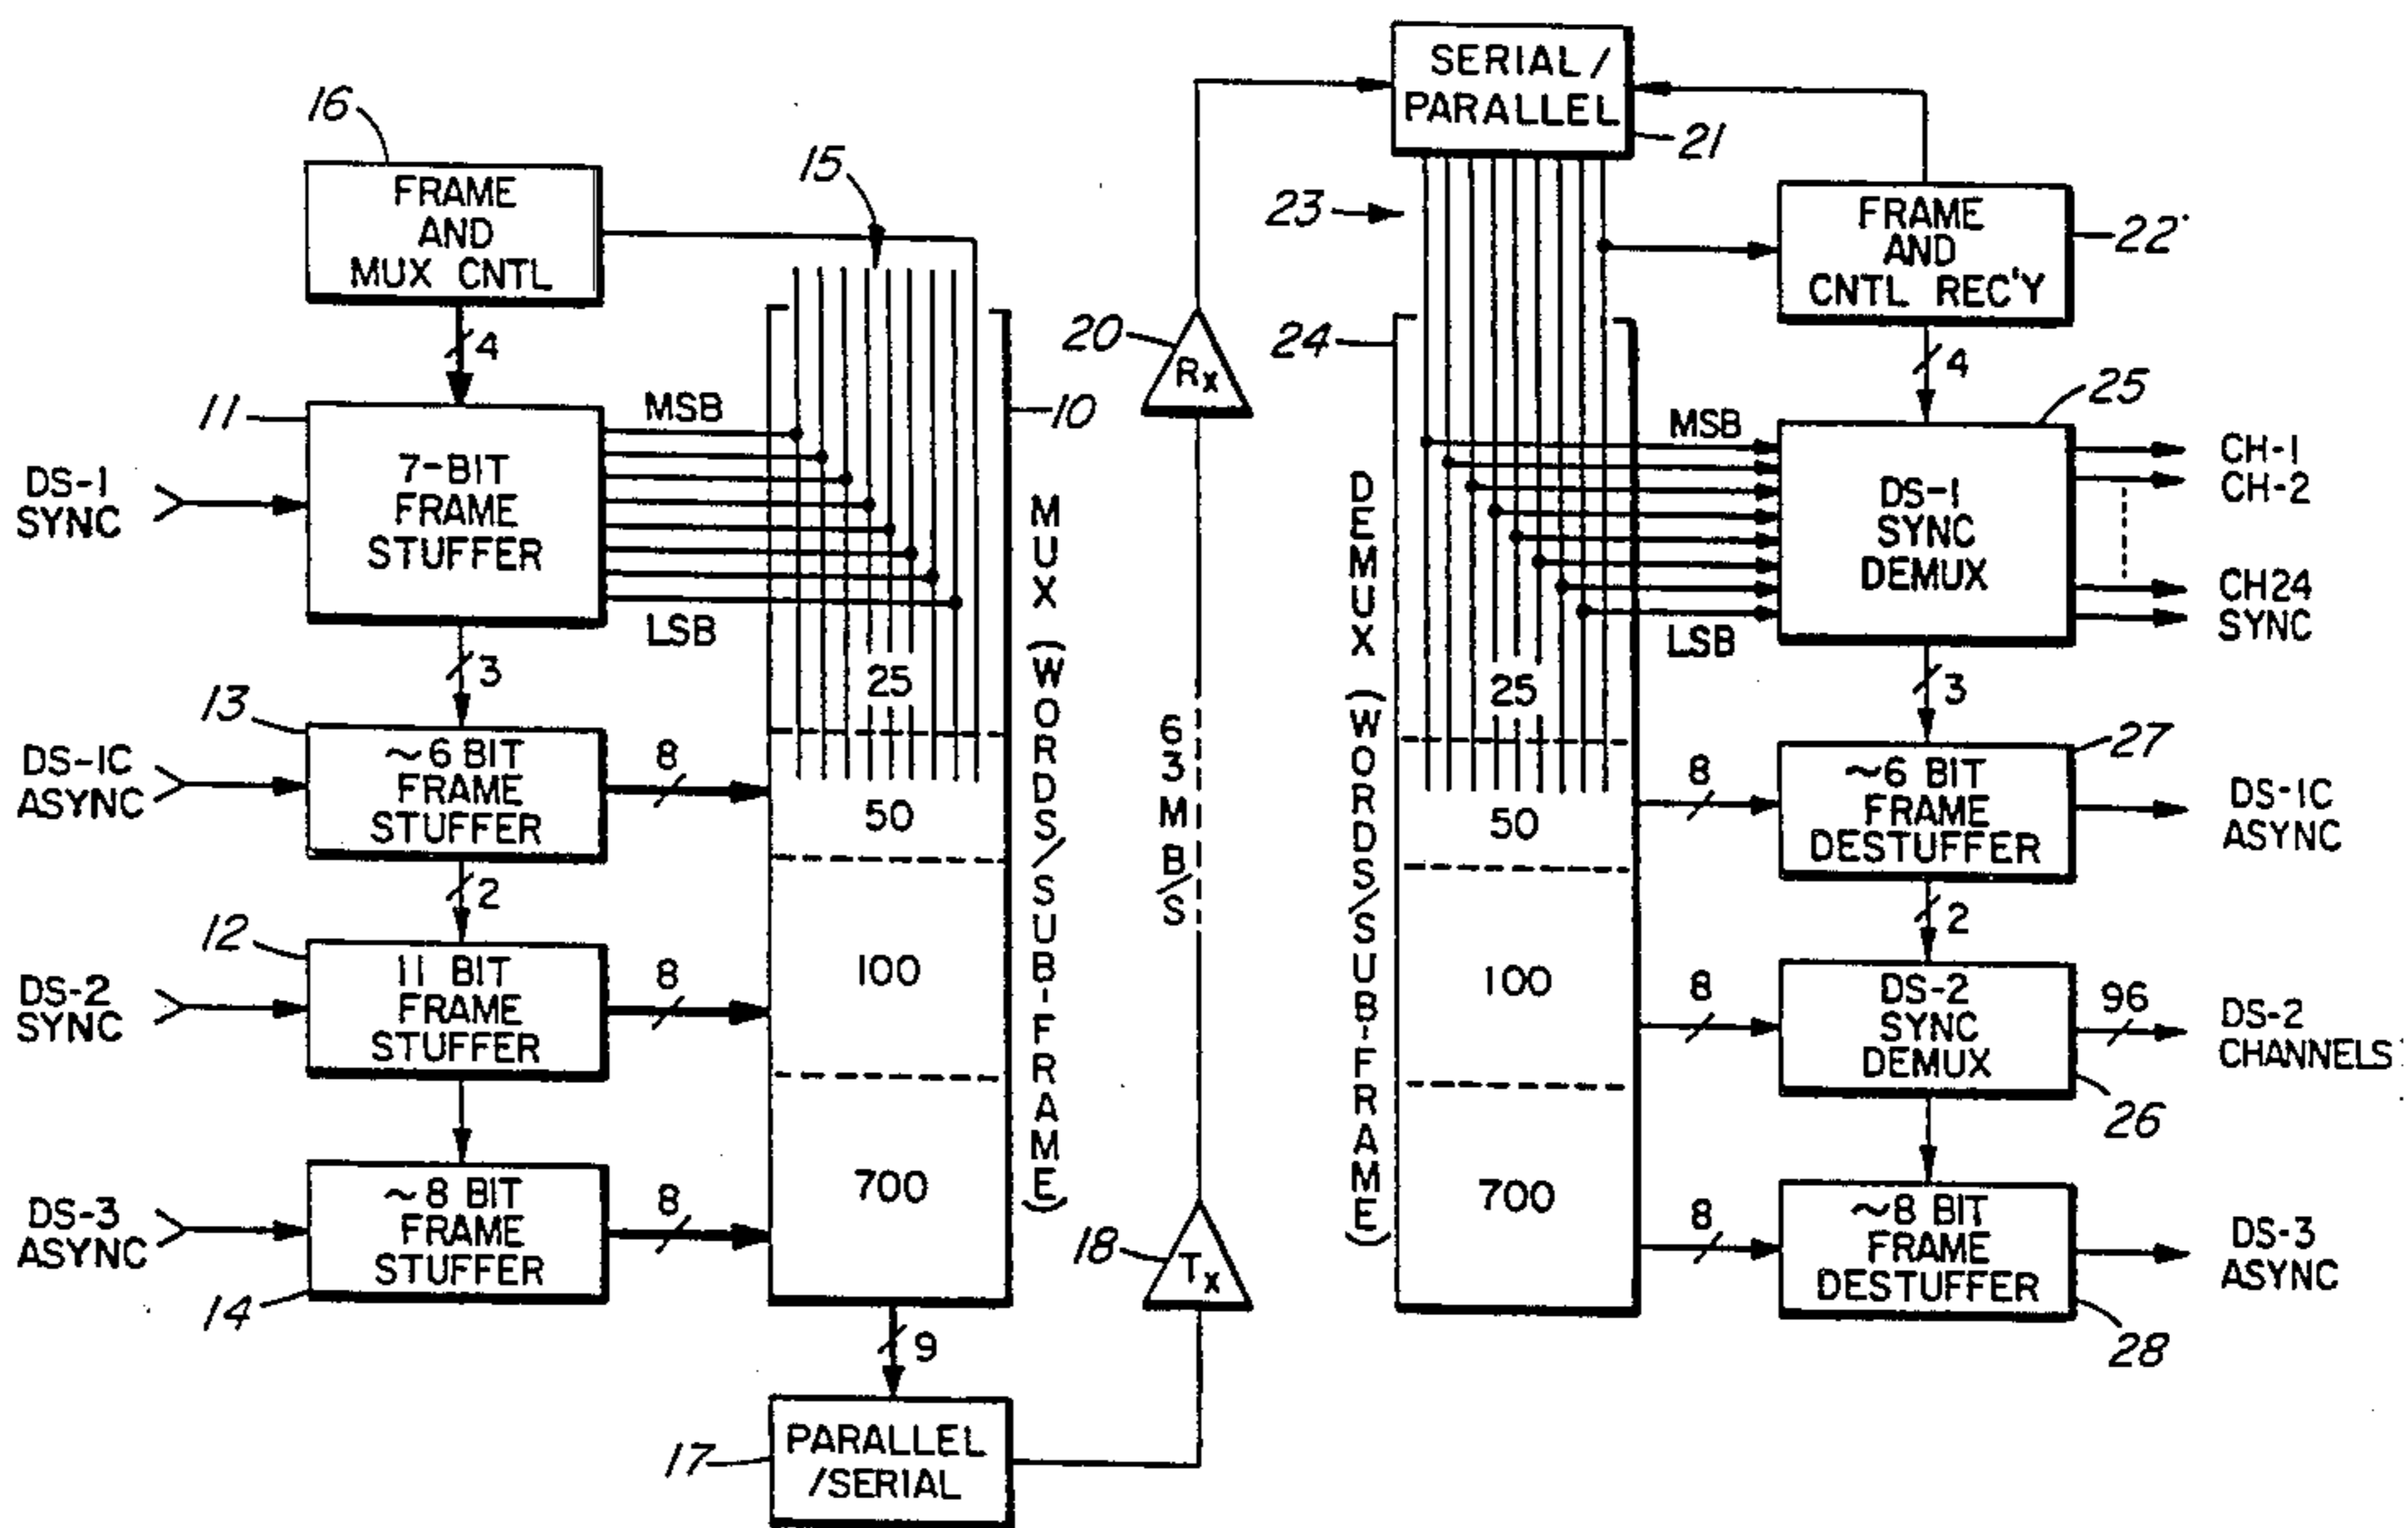 16
FRAME
AND
MUX CNTL
15
4
11
7-BIT
FRAME
STUFFER
DS-1
SYNC
MSB
LSB
10
MUX (WORDS/SUB-FRAME)
25
50
100
700
3
13
~6 BIT
FRAME
STUFFER
DS-1C
ASYNC
8
2
12
11 BIT
FRAME
STUFFER
DS-2
SYNC
8
14
~8 BIT
FRAME
STUFFER
DS-3
ASYNC
8
9
17
PARALLEL
/SERIAL
18
Tx
63 MB/S
20
Rx
SERIAL/
PARALLEL
21
23
FRAME
AND
CNTL REC'Y
22
24
DEMUX (WORDS/SUB-FRAME)
25
50
100
700
4
MSB
LSB
25
DS-1
SYNC
DEMUX
CH-1
CH-2
CH24
SYNC
3
8
27
~6 BIT
FRAME
DESTUFFER
DS-1C
ASYNC
2
8
DS-2
SYNC
DEMUX
26
96
DS-2
CHANNELS
8
~8 BIT
FRAME
DESTUFFER
28
DS-3
ASYNC